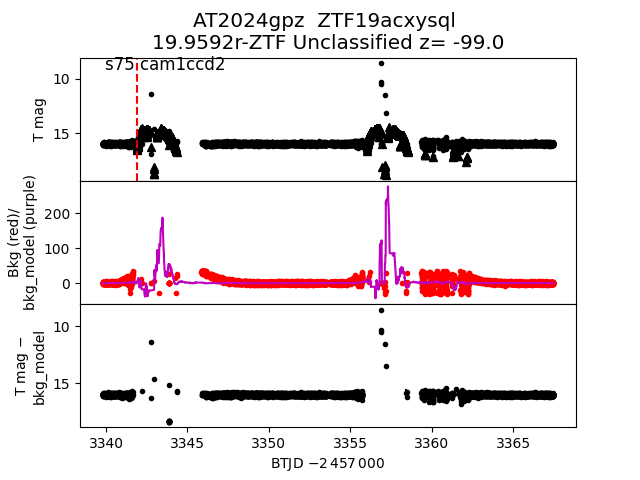 AT2024gpz  ZTF19acxysql
19.9592r-ZTF Unclassified z= -99.0
s75 cam1ccd2
10
15
T mag
200
100
0
Bkg (red)/
bkg_model (purple)
10
15
T mag −
bkg_model
3340 3345 3350 3355 3360 3365
BTJD −2 457 000